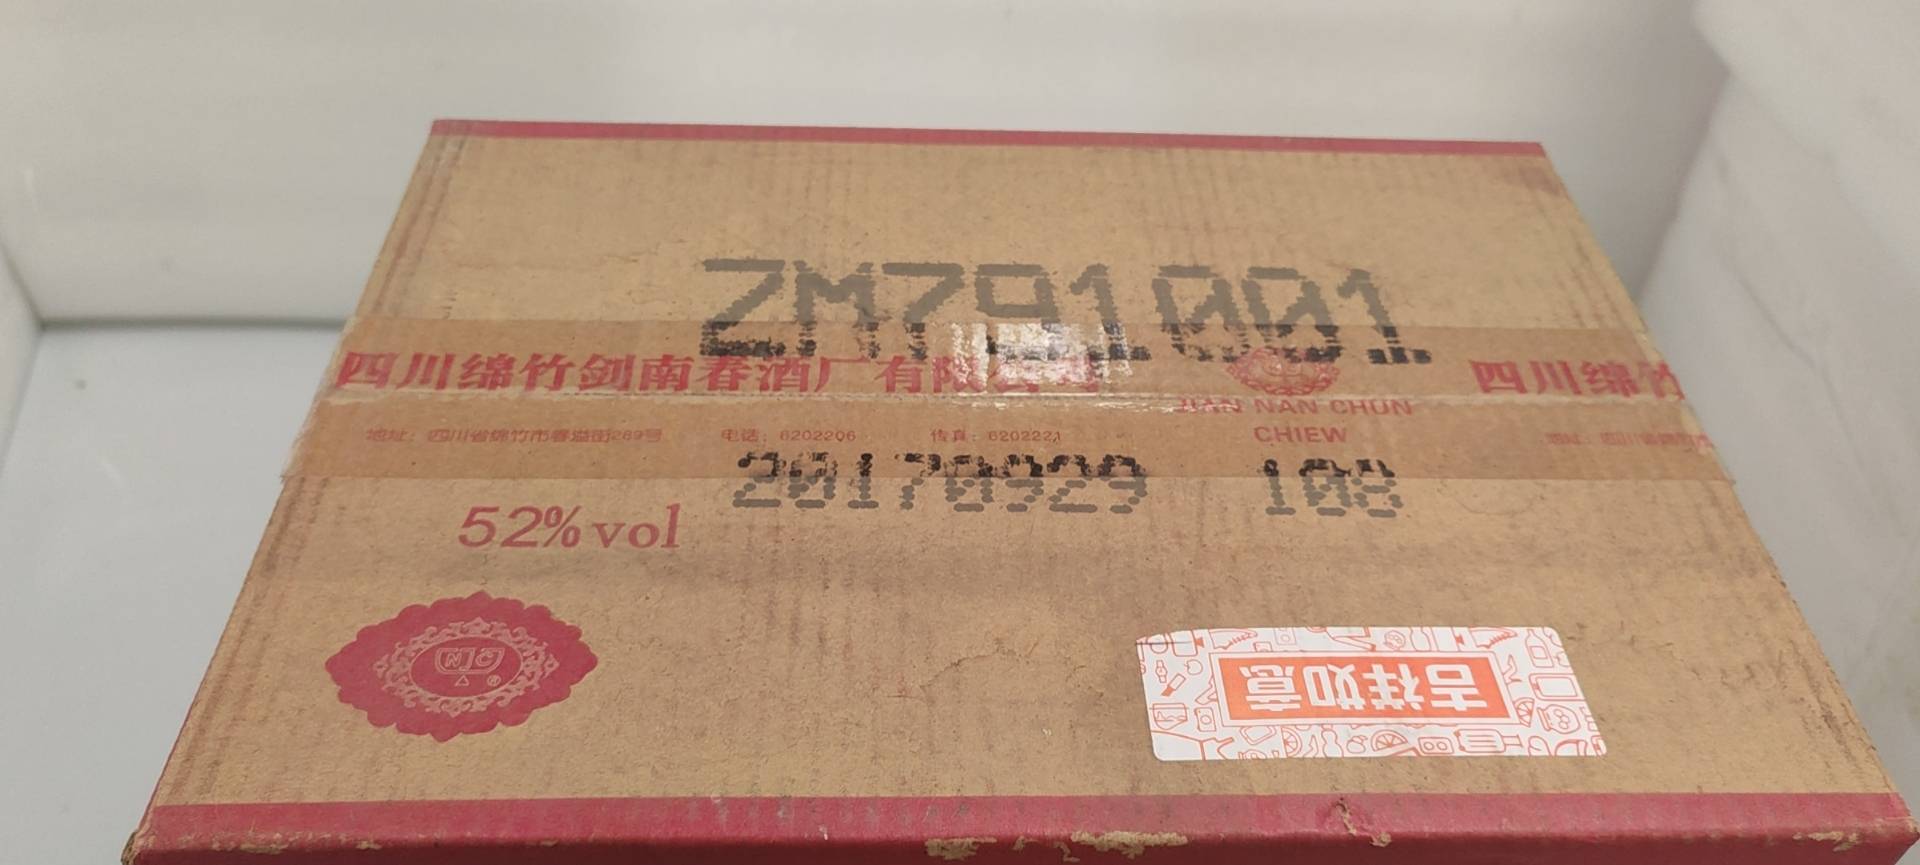 ZM791001
四川绵竹剑南春酒厂有限公司
四川绵竹
JIAN NAN CHUN
CHIEW
地址：四川省绵竹市春溢街289号 电话：6202206 传真：6202221
20170929 108
52%vol
吉祥如意